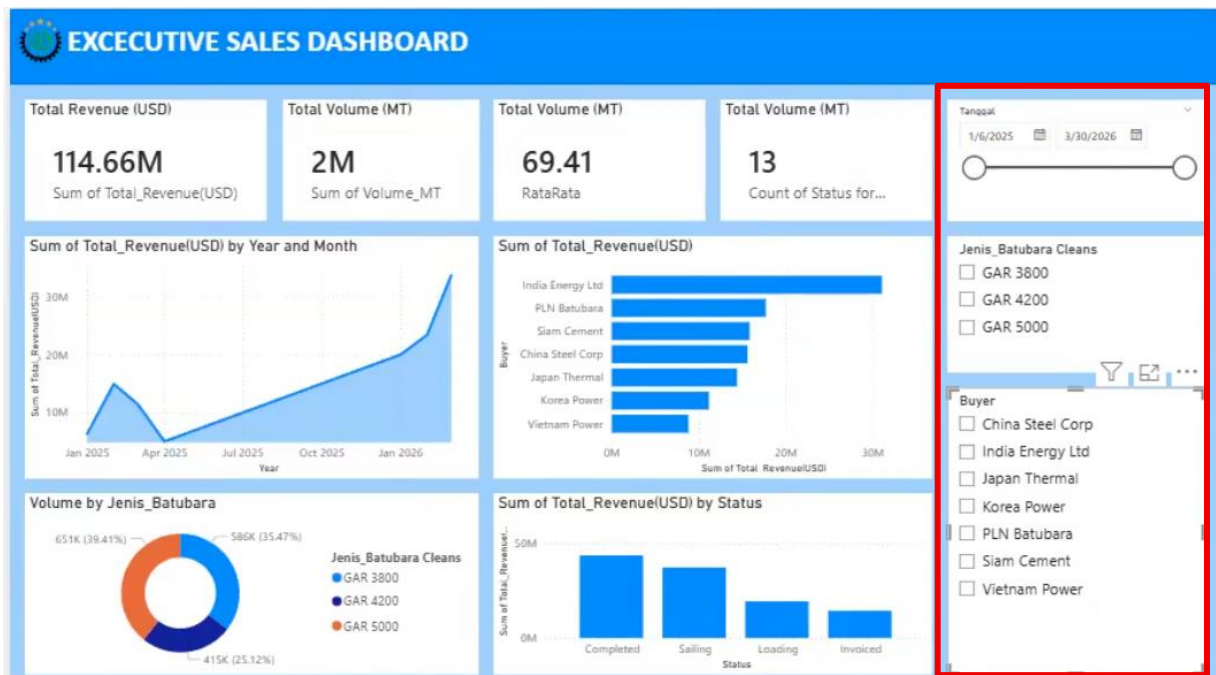 EXCECUTIVE SALES DASHBOARD
Total Revenue (USD)
114.66M
Sum of Total_Revenue(USD)
Total Volume (MT)
2M
Sum of Volume_MT
Total Volume (MT)
69.41
RataRata
Total Volume (MT)
13
Count of Status for...
Tanggal
1/6/2025
3/30/2026
Sum of Total_Revenue(USD) by Year and Month
Sum of Total_Revenue(USD)
30M
20M
10M
Jan 2025
Apr 2025
Jul 2025
Oct 2025
Jan 2026
Year
Sum of Total_Revenue(USD)
Buyer
India Energy Ltd
PLN Batubara
Siam Cement
China Steel Corp
Japan Thermal
Korea Power
Vietnam Power
0M
10M
20M
30M
Sum of Total_Revenue(USD)
Jenis_Batubara Cleans
GAR 3800
GAR 4200
GAR 5000
Buyer
China Steel Corp
India Energy Ltd
Japan Thermal
Korea Power
PLN Batubara
Siam Cement
Vietnam Power
Volume by Jenis_Batubara
651K (39.41%)
586K (35.47%)
415K (25.12%)
Jenis_Batubara Cleans
GAR 3800
GAR 4200
GAR 5000
Sum of Total_Revenue(USD) by Status
Sum of Total_Revenue(...
50M
0M
Completed
Sailing
Loading
Invoiced
Status